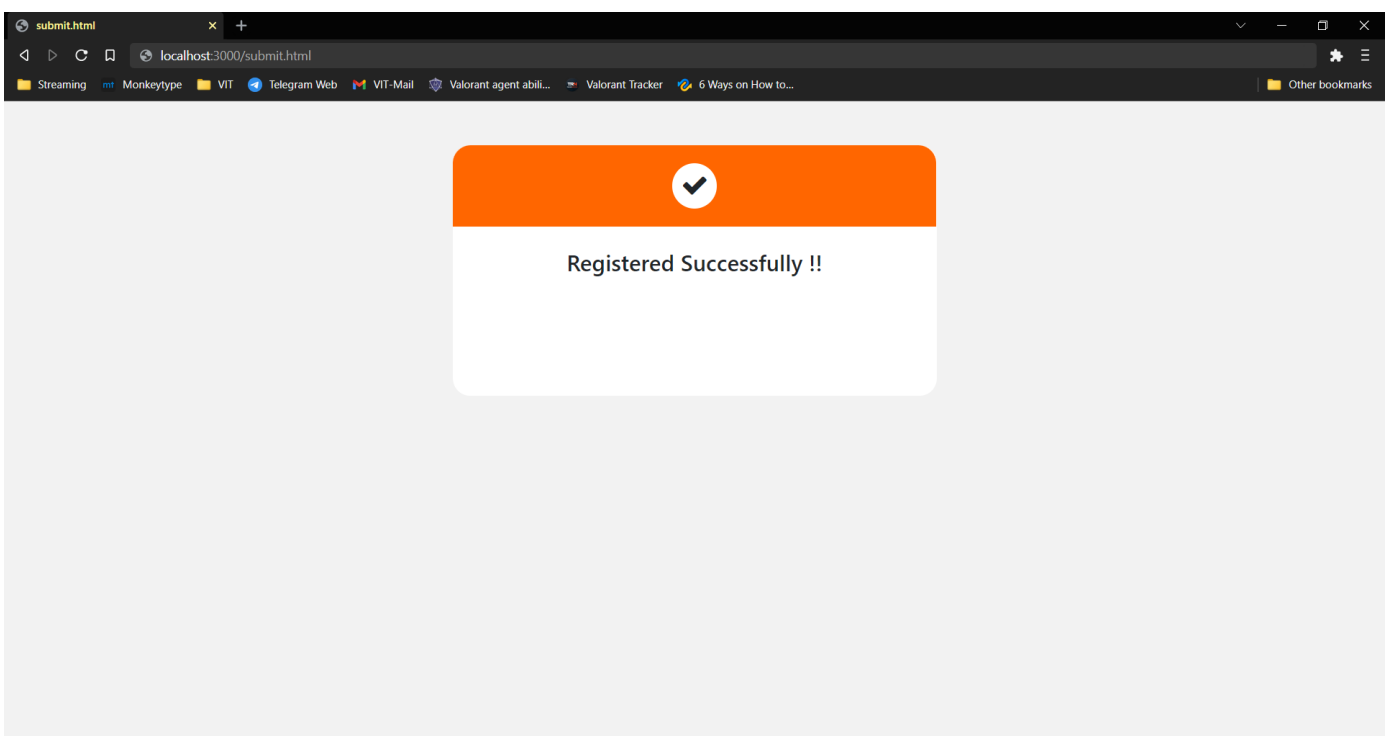 submit.html
localhost:3000/submit.html
Streaming mt Monkeytype VIT Telegram Web VIT-Mail Valorant agent abili... Valorant Tracker 6 Ways on How to... Other bookmarks
Registered Successfully !!